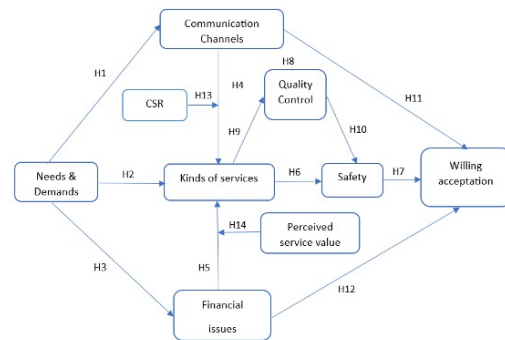 Communication
Channels
H8
H1
Quality
Control
H11
CSR
H13
H4
H9
H10
Needs &
Demands
H2
Kinds of services
H6
Safety
H7
Willing
acceptation
H14
Perceived
service value
H3
H5
Financial
issues
H12